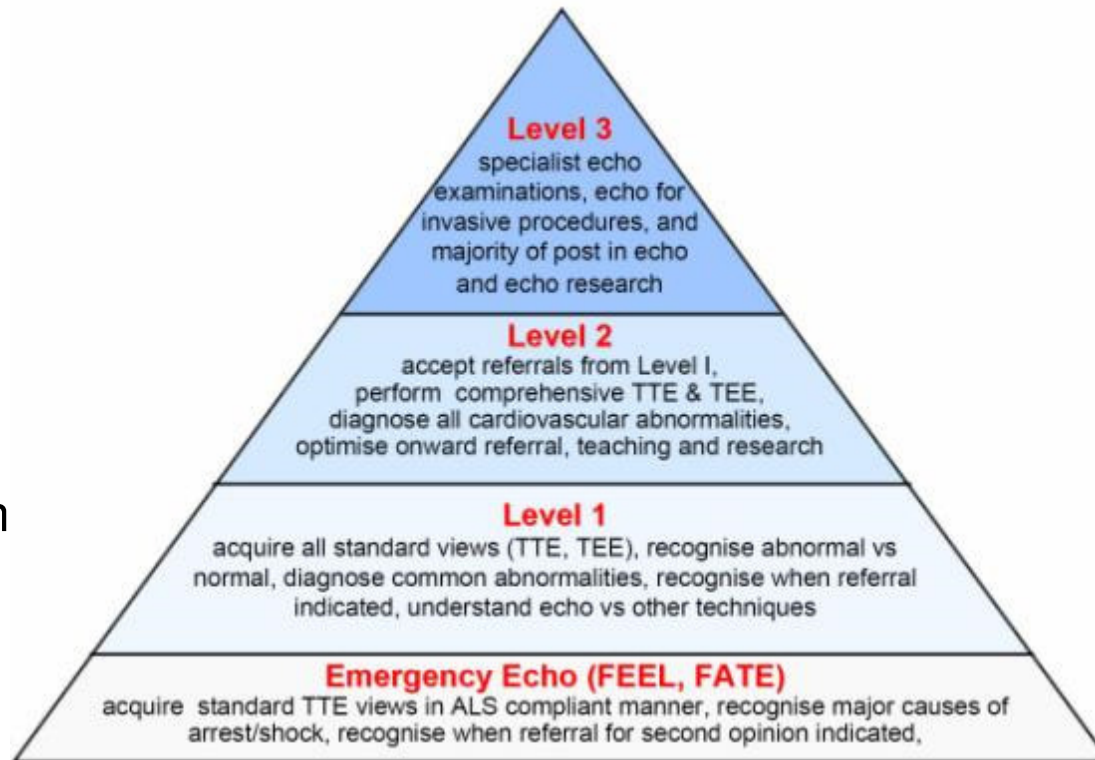 Level 3
specialist echo
examinations, echo for
invasive procedures, and
majority of post in echo
and echo research
Level 2
accept referrals from Level I,
perform comprehensive TTE & TEE,
diagnose all cardiovascular abnormalities,
optimise onward referral, teaching and research
n
Level 1
acquire all standard views (TTE, TEE), recognise abnormal vs
normal, diagnose common abnormalities, recognise when referral
indicated, understand echo vs other techniques
Emergency Echo (FEEL, FATE)
acquire standard TTE views in ALS compliant manner, recognise major causes of
arrest/shock, recognise when referral for second opinion indicated,